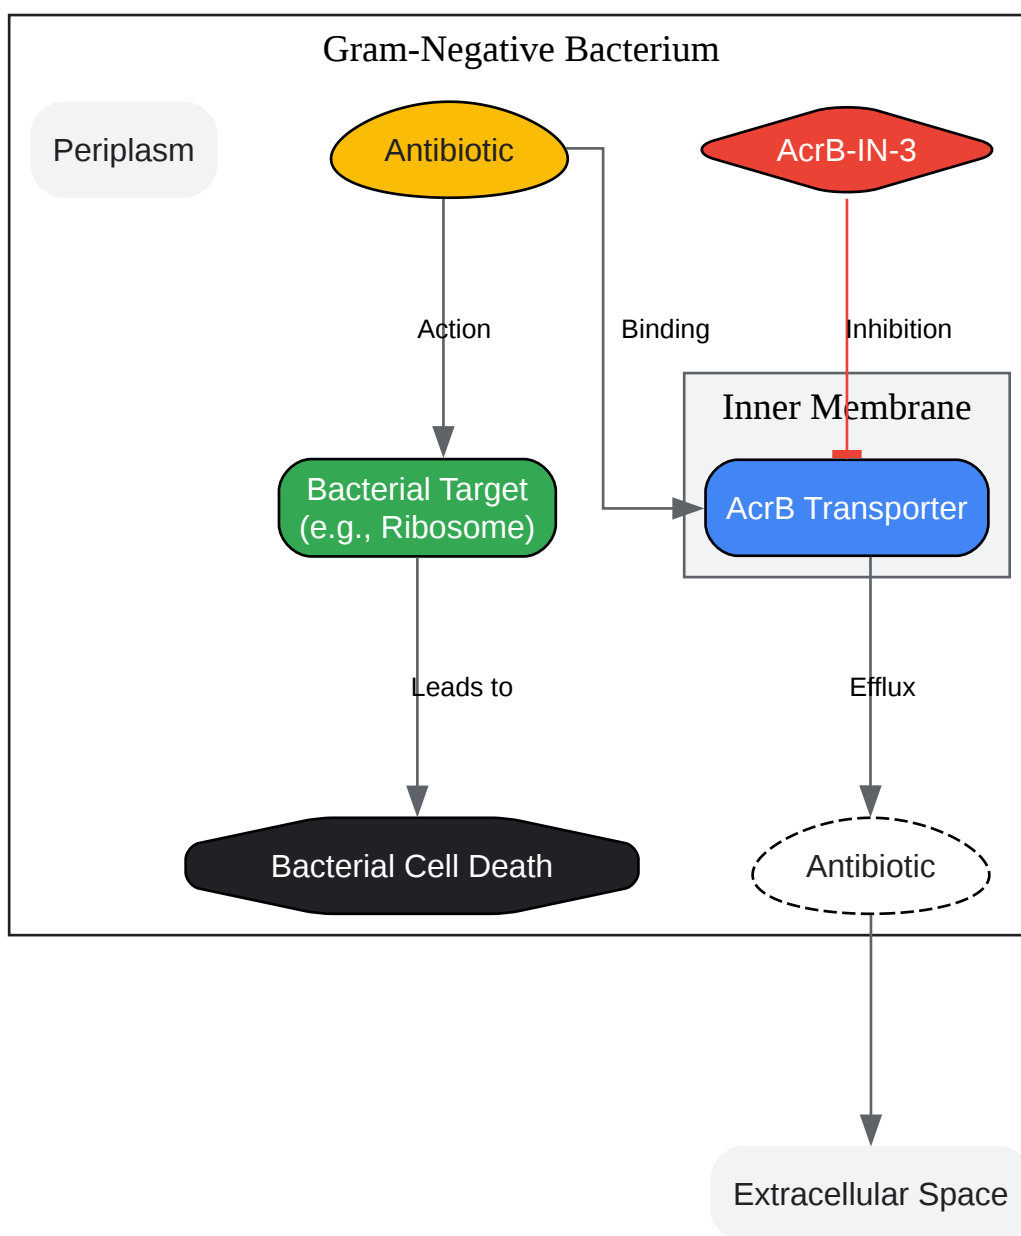 Gram-Negative Bacterium
Periplasm
Antibiotic
AcrB-IN-3
Action
Binding
Inhibition
Inner Membrane
Bacterial Target
(e.g., Ribosome)
AcrB Transporter
Leads to
Efflux
Bacterial Cell Death
Antibiotic
Extracellular Space